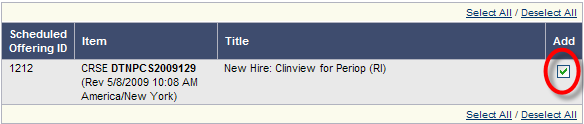 Select All / Deselect All
Scheduled Offering ID Item Title Add
1212 CRSE DTNPCS2009129 New Hire: Clinview for Periop (RI)
(Rev 5/8/2009 10:08 AM
America/New York)
Select All / Deselect All